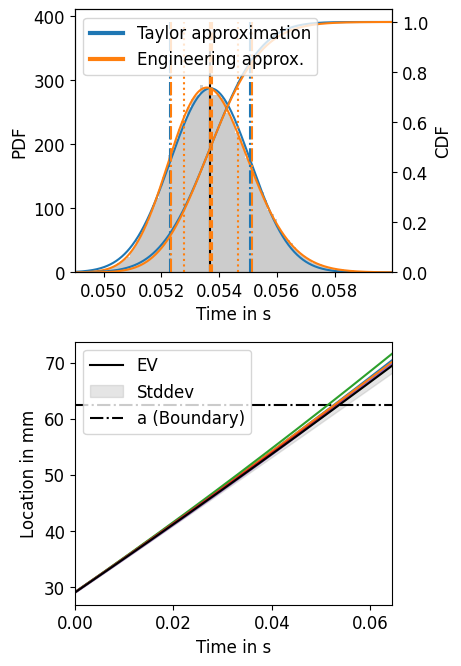 Taylor approximation
Engineering approx.
PDF
400
300
200
100
0
CDF
1.0
0.8
0.6
0.4
0.2
0.0
0.050 0.052 0.054 0.056 0.058
Time in s
EV
Stddev
a (Boundary)
Location in mm
70
60
50
40
30
0.00 0.02 0.04 0.06
Time in s